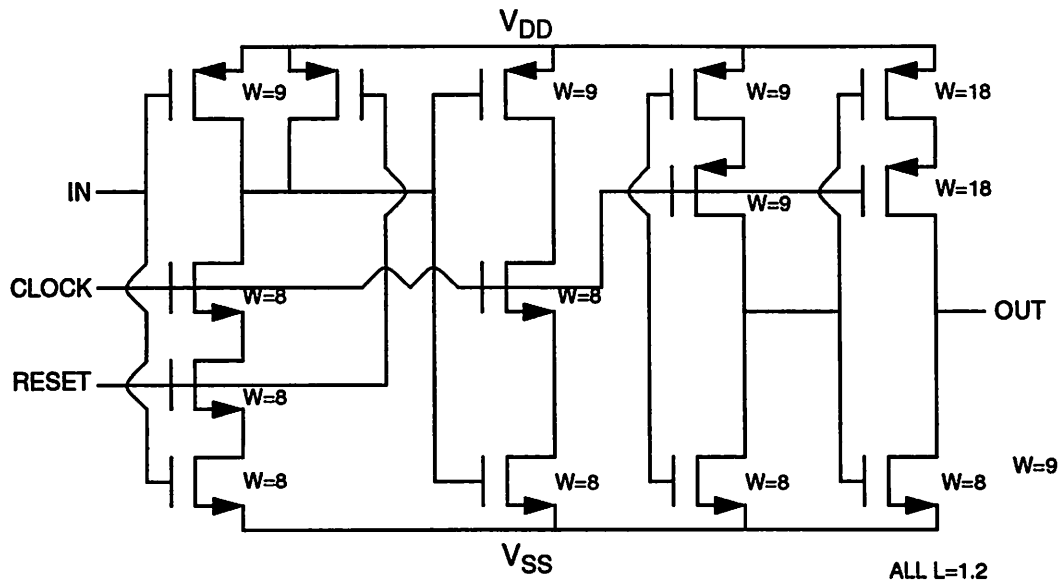 VDD
W=9
W=9
W=9
W=18
IN
W=9
W=18
CLOCK
W=8
W=8
OUT
RESET
W=8
W=8
W=8
W=8
W=8
W=9
VSS
ALL L=1.2